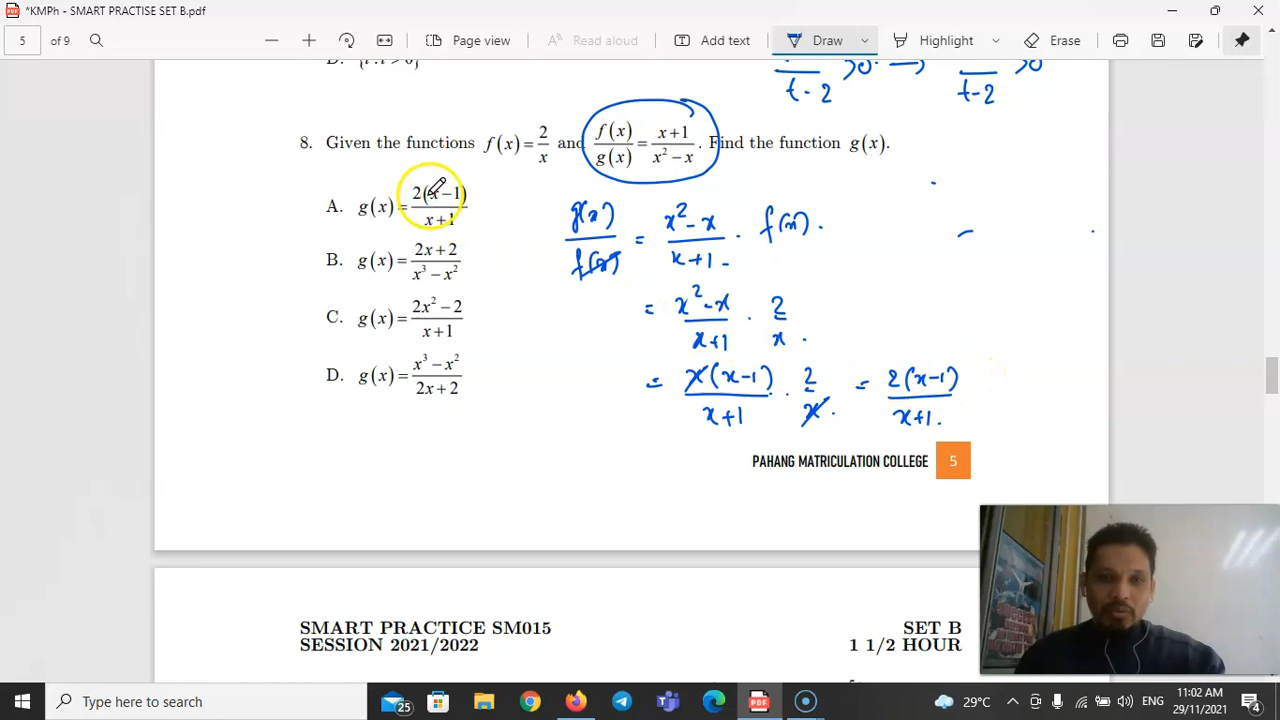 *KMPh - SMART PRACTISE SET B.pdf
5 of 9
Page view
Read aloud
Add text
Draw
Highlight
Erase
t-2 >0. → t-2 >0
8. Given the functions f(x) = 2/x and f(x)/g(x) = (x+1)/(x² − x). Find the function g(x).
A. g(x) = 2(x−1)/(x+1)
B. g(x) = (2x+2)/(x³ − x²)
C. g(x) = (2x² − 2)/(x+1)
D. g(x) = (x³ − x²)/(2x+2)
g(x)/f(x) = (x² - x)/(x+1) · f(x).
= (x² - x)/(x+1) · 2/x.
= x(x-1)/(x+1) · 2/x. = 2(x-1)/(x+1).
PAHANG MATRICULATION COLLEGE 5
SMART PRACTICE SM015 SET B
SESSION 2021/2022 1 1/2 HOUR
Type here to search
25
29°C
ENG
11:02 AM
29/11/2021
4